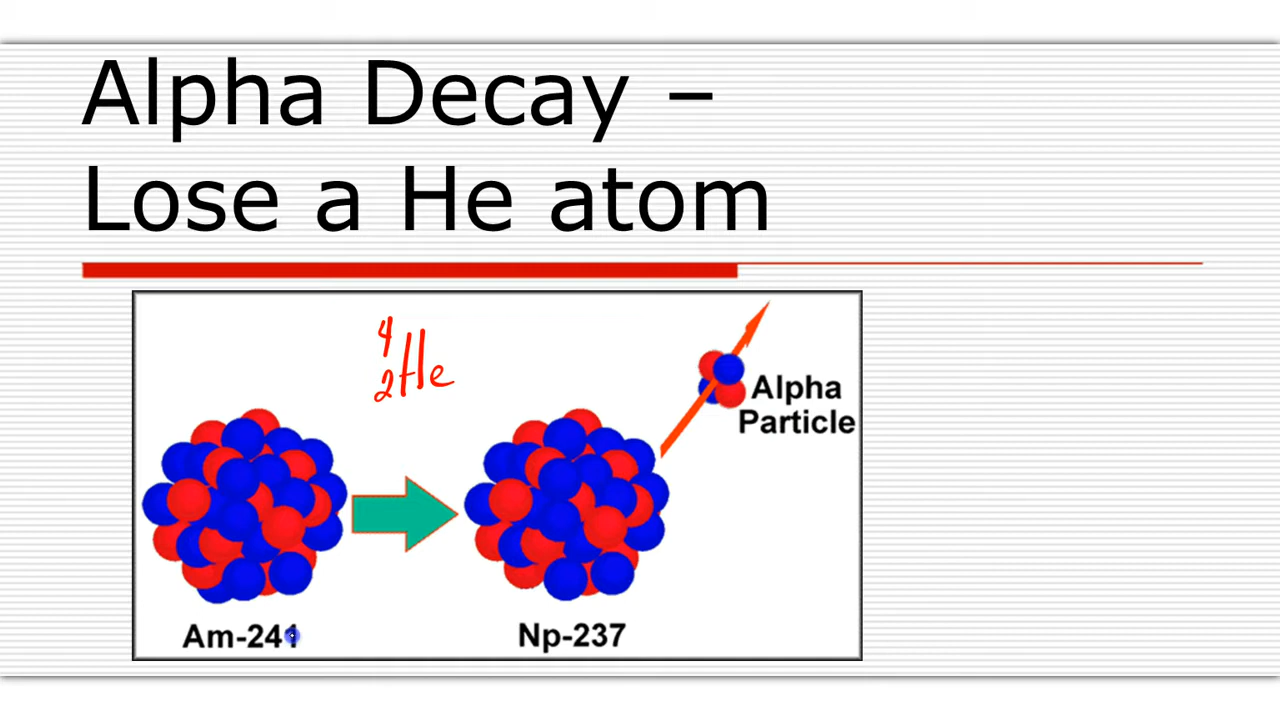 Alpha Decay –
Lose a He atom
4
2He
Alpha
Particle
Am-241
Np-237